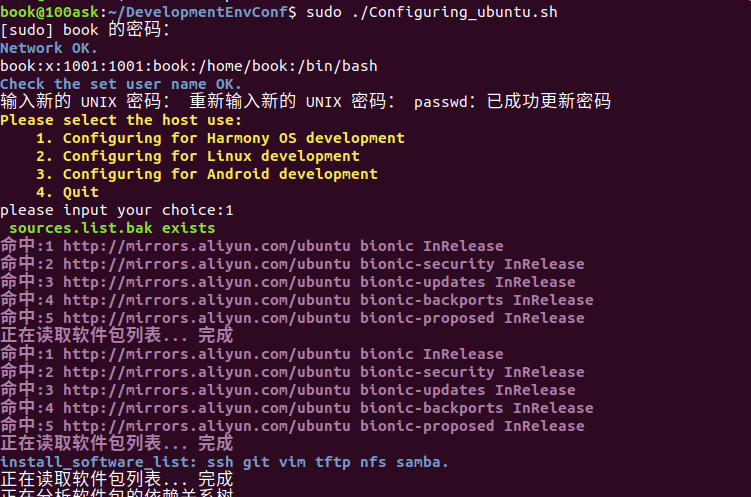 book@100ask:~/DevelopmentEnvConf$ sudo ./Configuring_ubuntu.sh
[sudo] book 的密码：
Network OK.
book:x:1001:1001:book:/home/book:/bin/bash
Check the set user name OK.
输入新的 UNIX 密码： 重新输入新的 UNIX 密码： passwd：已成功更新密码
Please select the host use:
    1. Configuring for Harmony OS development
    2. Configuring for Linux development
    3. Configuring for Android development
    4. Quit
please input your choice:1
 sources.list.bak exists
命中:1 http://mirrors.aliyun.com/ubuntu bionic InRelease
命中:2 http://mirrors.aliyun.com/ubuntu bionic-security InRelease
命中:3 http://mirrors.aliyun.com/ubuntu bionic-updates InRelease
命中:4 http://mirrors.aliyun.com/ubuntu bionic-backports InRelease
命中:5 http://mirrors.aliyun.com/ubuntu bionic-proposed InRelease
正在读取软件包列表... 完成
命中:1 http://mirrors.aliyun.com/ubuntu bionic InRelease
命中:2 http://mirrors.aliyun.com/ubuntu bionic-security InRelease
命中:3 http://mirrors.aliyun.com/ubuntu bionic-updates InRelease
命中:4 http://mirrors.aliyun.com/ubuntu bionic-backports InRelease
命中:5 http://mirrors.aliyun.com/ubuntu bionic-proposed InRelease
正在读取软件包列表... 完成
install_software_list: ssh git vim tftp nfs samba.
正在读取软件包列表... 完成
正在分析软件包的依赖关系树